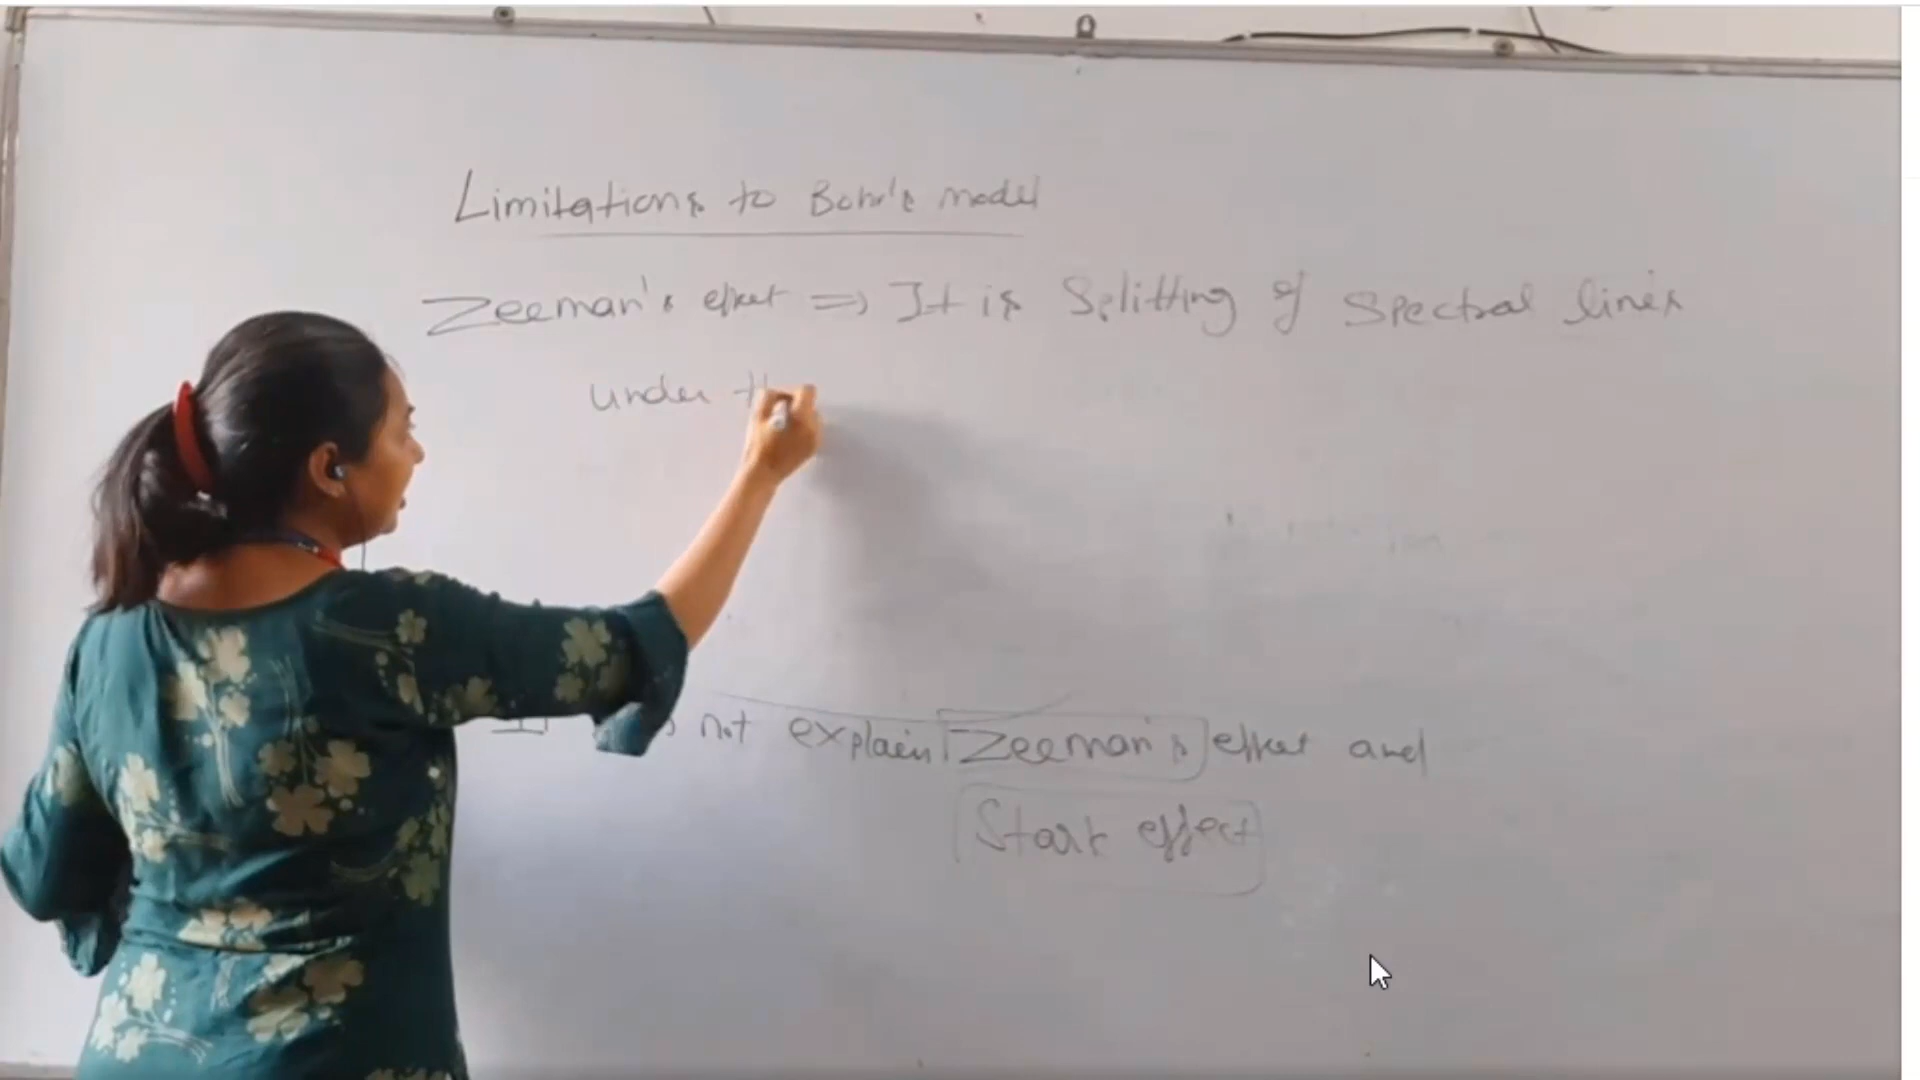 Limitations to Bohr's model
Zeeman's effect => It is Splitting of Spectral lines
under th
not explain Zeeman's effect and
Stark effect